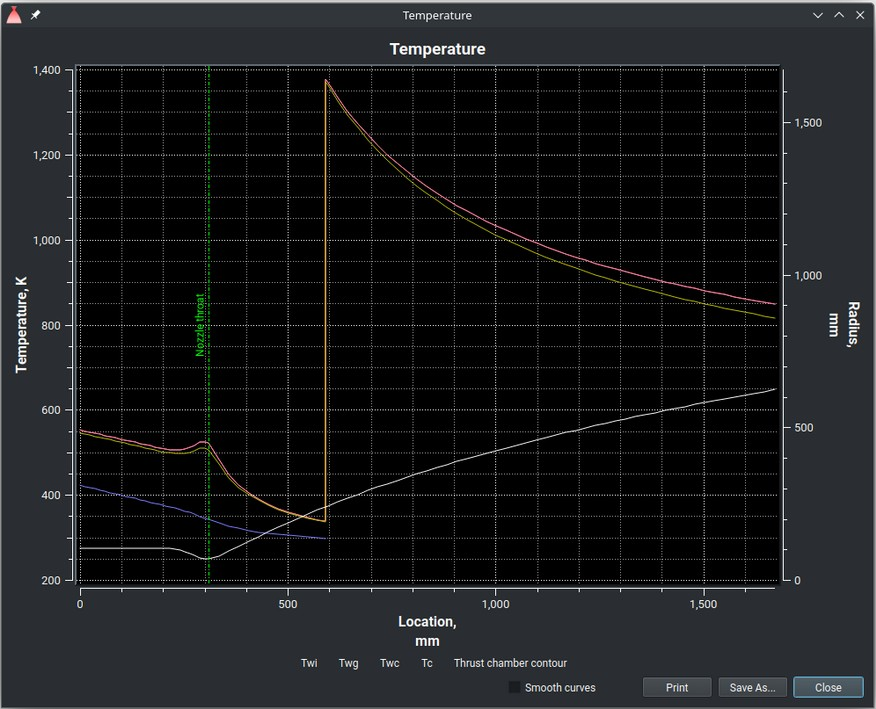 Temperature
Temperature
1,400
1,200
1,000
800
600
400
200
Temperature, K
Nozzle throat
1,500
1,000
500
0
Radius,
mm
0
500
1,000
1,500
Location,
mm
Twi Twg Twc Tc Thrust chamber contour
Smooth curves
Print Save As... Close